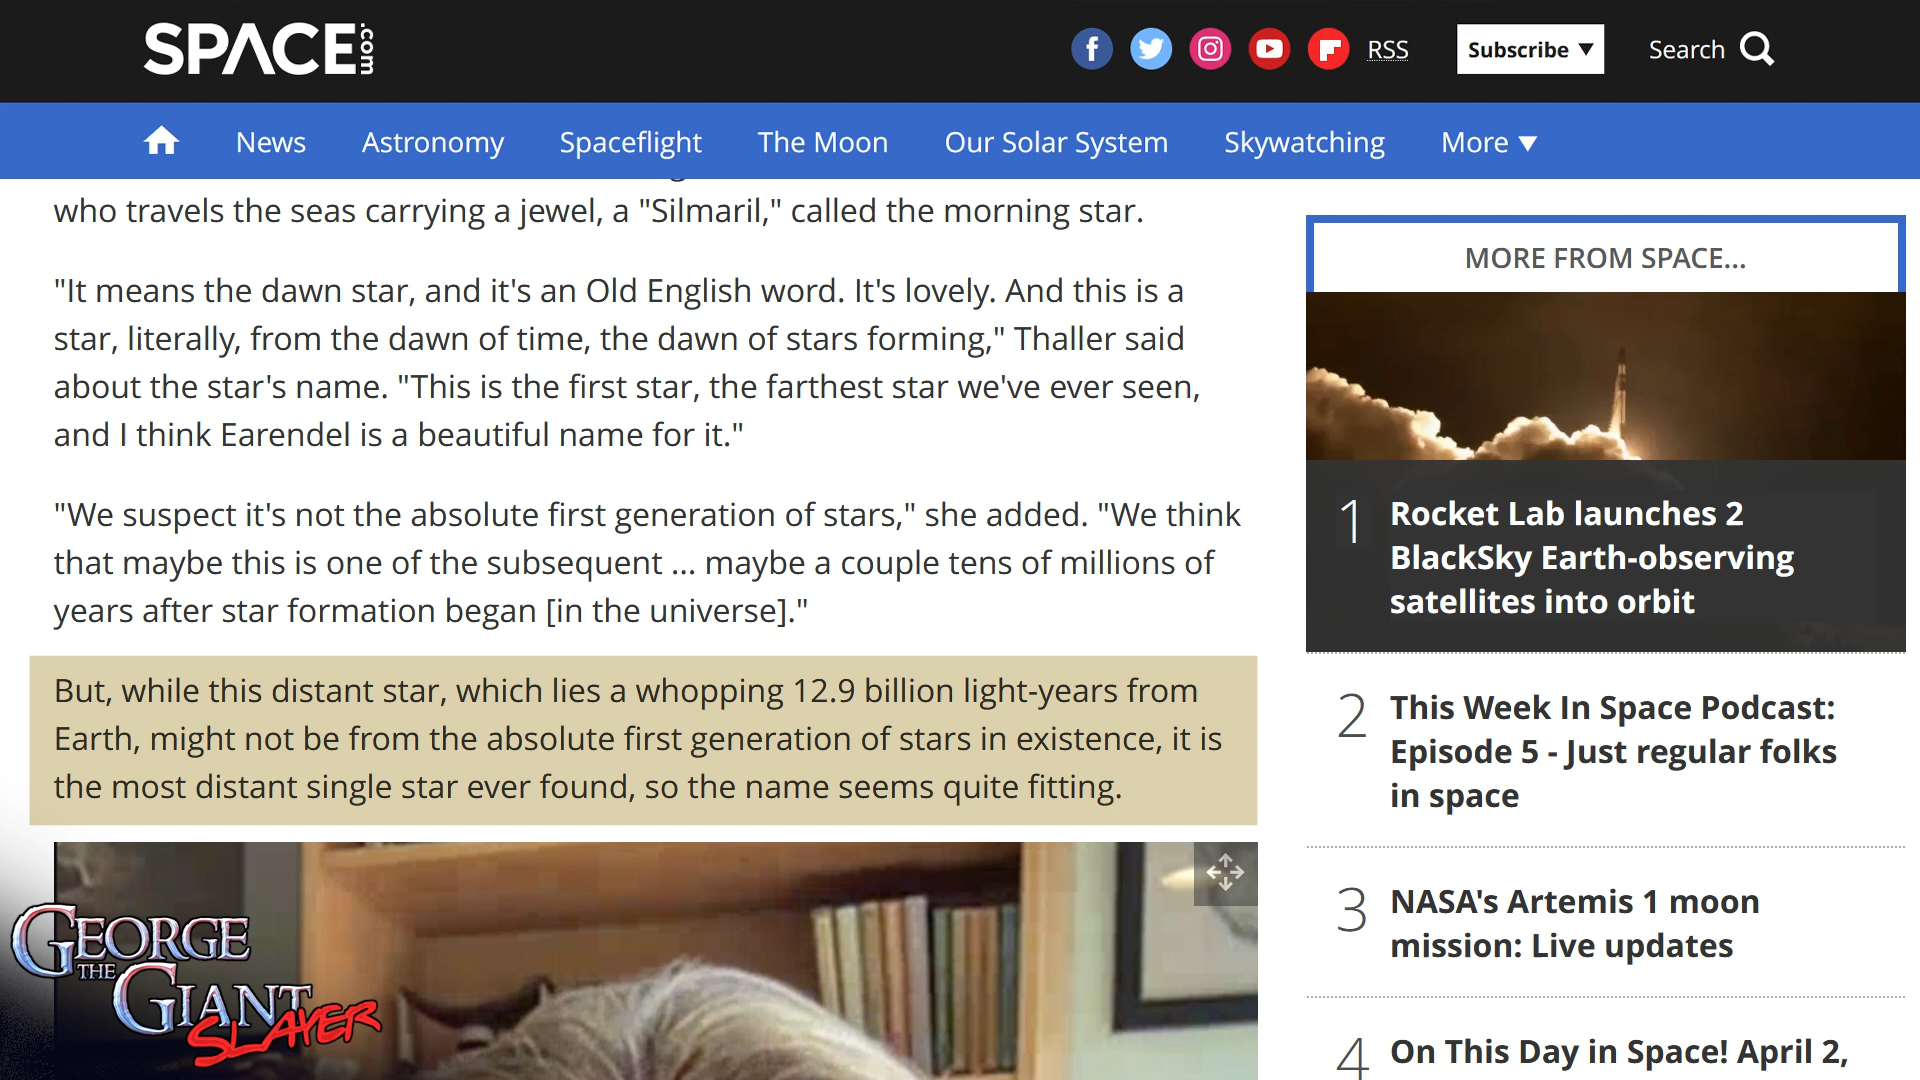 SPACE.com
RSS
Subscribe ▼
Search
News
Astronomy
Spaceflight
The Moon
Our Solar System
Skywatching
More ▼
who travels the seas carrying a jewel, a "Silmaril," called the morning star.
"It means the dawn star, and it's an Old English word. It's lovely. And this is a
star, literally, from the dawn of time, the dawn of stars forming," Thaller said
about the star's name. "This is the first star, the farthest star we've ever seen,
and I think Earendel is a beautiful name for it."
"We suspect it's not the absolute first generation of stars," she added. "We think
that maybe this is one of the subsequent ... maybe a couple tens of millions of
years after star formation began [in the universe]."
But, while this distant star, which lies a whopping 12.9 billion light-years from
Earth, might not be from the absolute first generation of stars in existence, it is
the most distant single star ever found, so the name seems quite fitting.
GEORGE
THE
GIANT
SLAYER
MORE FROM SPACE...
1 Rocket Lab launches 2
BlackSky Earth-observing
satellites into orbit
2 This Week In Space Podcast:
Episode 5 - Just regular folks
in space
3 NASA's Artemis 1 moon
mission: Live updates
4 On This Day in Space! April 2,